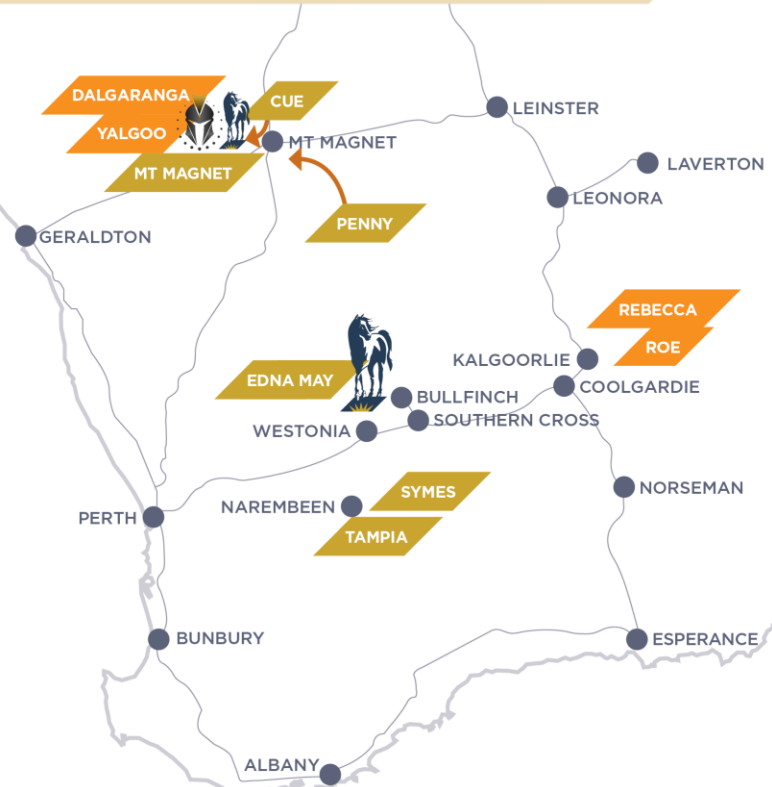 DALGARANGA
CUE
LEINSTER
YALGOO
MT MAGNET
LAVERTON
MT MAGNET
LEONORA
PENNY
GERALDTON
REBECCA
ROE
KALGOORLIE
EDNA MAY
COOLGARDIE
BULLFINCH
SOUTHERN CROSS
WESTONIA
SYMES
NORSEMAN
NAREMBEEN
PERTH
TAMPIA
BUNBURY
ESPERANCE
ALBANY